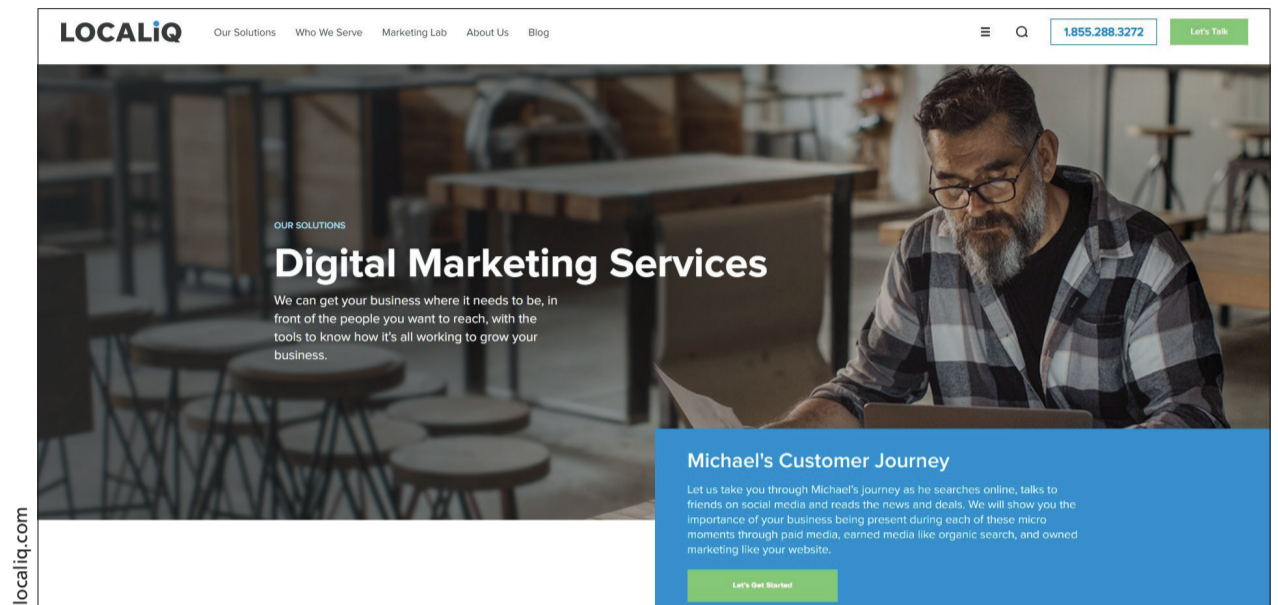 LOCALiQ
Our Solutions Who We Serve Marketing Lab About Us Blog
1.855.288.3272 Let's Talk
OUR SOLUTIONS
Digital Marketing Services
We can get your business where it needs to be, in
front of the people you want to reach, with the
tools to know how it's all working to grow your
business.
Michael's Customer Journey
Let us take you through Michael's journey as he searches online, talks to
friends on social media and reads the news and deals. We will show you the
importance of your business being present during each of these micro
moments through paid media, earned media like organic search, and owned
marketing like your website.
Let's Get Started
localiq.com